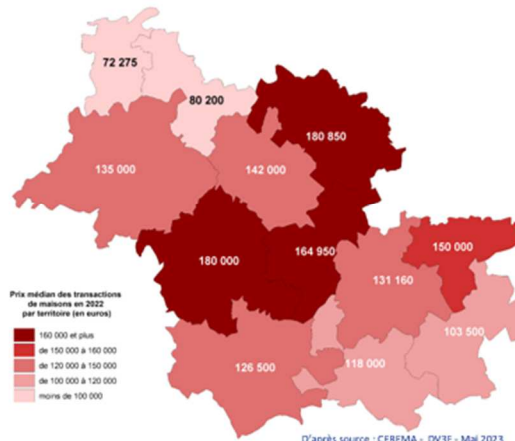 72 275
80 200
180 850
135 000
142 000
180 000
164 950
150 000
131 160
103 500
126 500
118 000
Prix médian des transactions
de maisons en 2022
par territoire (en euros)
160 000 et plus
de 150 000 à 160 000
de 120 000 à 150 000
de 100 000 à 120 000
moins de 100 000
D'après source : CEREMA - DV3F - Mai 2023